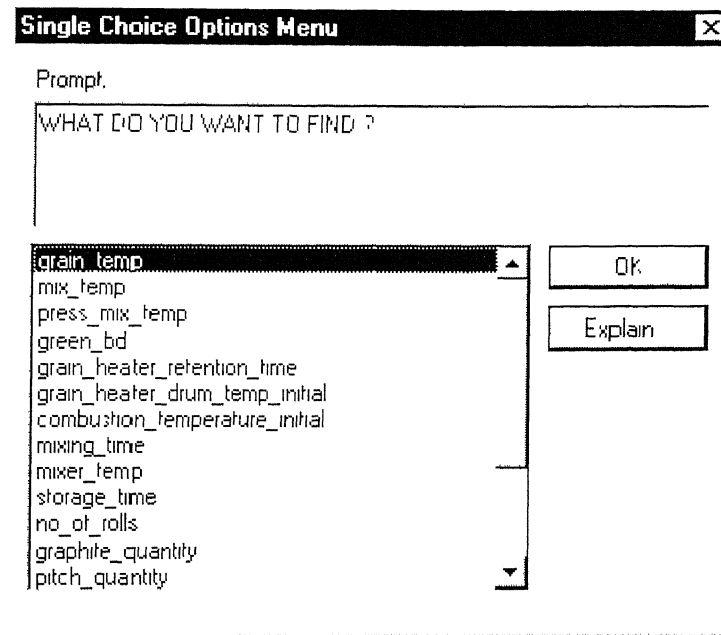 Single Choice Options Menu
Prompt.
WHAT DO YOU WANT TO FIND ?
grain_temp
mix_temp
press_mix_temp
green_bd
grain_heater_retention_time
grain_heater_drum_temp_initial
combustion_temperature_initial
mixing_time
mixer_temp
storage_time
no_of_rolls
graphite_quantity
pitch_quantity
OK
Explain